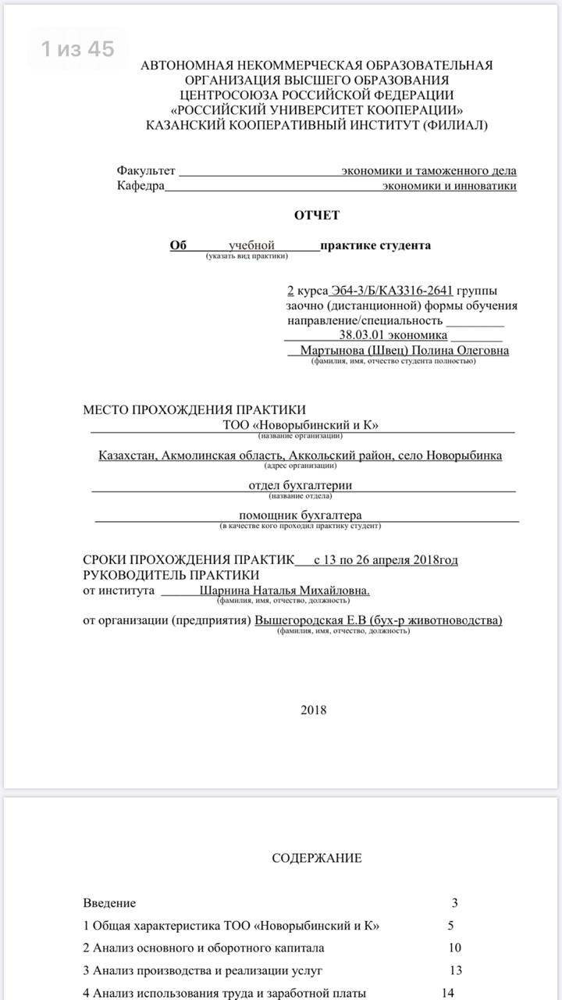 1 из 45
АВТОНОМНАЯ НЕКОММЕРЧЕСКАЯ ОБРАЗОВАТЕЛЬНАЯ
ОРГАНИЗАЦИЯ ВЫСШЕГО ОБРАЗОВАНИЯ
ЦЕНТРОСОЮЗА РОССИЙСКОЙ ФЕДЕРАЦИИ
«РОССИЙСКИЙ УНИВЕРСИТЕТ КООПЕРАЦИИ»
КАЗАНСКИЙ КООПЕРАТИВНЫЙ ИНСТИТУТ (ФИЛИАЛ)
Факультет экономики и таможенного дела
Кафедра экономики и инноватики
ОТЧЕТ
Об учебной практике студента
(указать вид практики)
2 курса Эб4-3/Б/КАЗ316-2641 группы
заочно (дистанционной) формы обучения
направление/специальность
38.03.01 экономика
Мартынова (Швец) Полина Олеговна
(фамилия, имя, отчество студента полностью)
МЕСТО ПРОХОЖДЕНИЯ ПРАКТИКИ
ТОО «Новорыбинский и К»
(название организации)
Казахстан, Акмолинская область, Аккольский район, село Новорыбинка
(адрес организации)
отдел бухгалтерии
(название отдела)
помощник бухгалтера
(в качестве кого проходил практику студент)
СРОКИ ПРОХОЖДЕНИЯ ПРАКТИК с 13 по 26 апреля 2018год
РУКОВОДИТЕЛЬ ПРАКТИКИ
от института Шарнина Наталья Михайловна.
(фамилия, имя, отчество, должность)
от организации (предприятия) Вышегородская Е.В (бух-р животноводства)
(фамилия, имя, отчество, должность)
2018
СОДЕРЖАНИЕ
Введение 3
1 Общая характеристика ТОО «Новорыбинский и К» 5
2 Анализ основного и оборотного капитала 10
3 Анализ производства и реализации услуг 13
4 Анализ использования труда и заработной платы 14